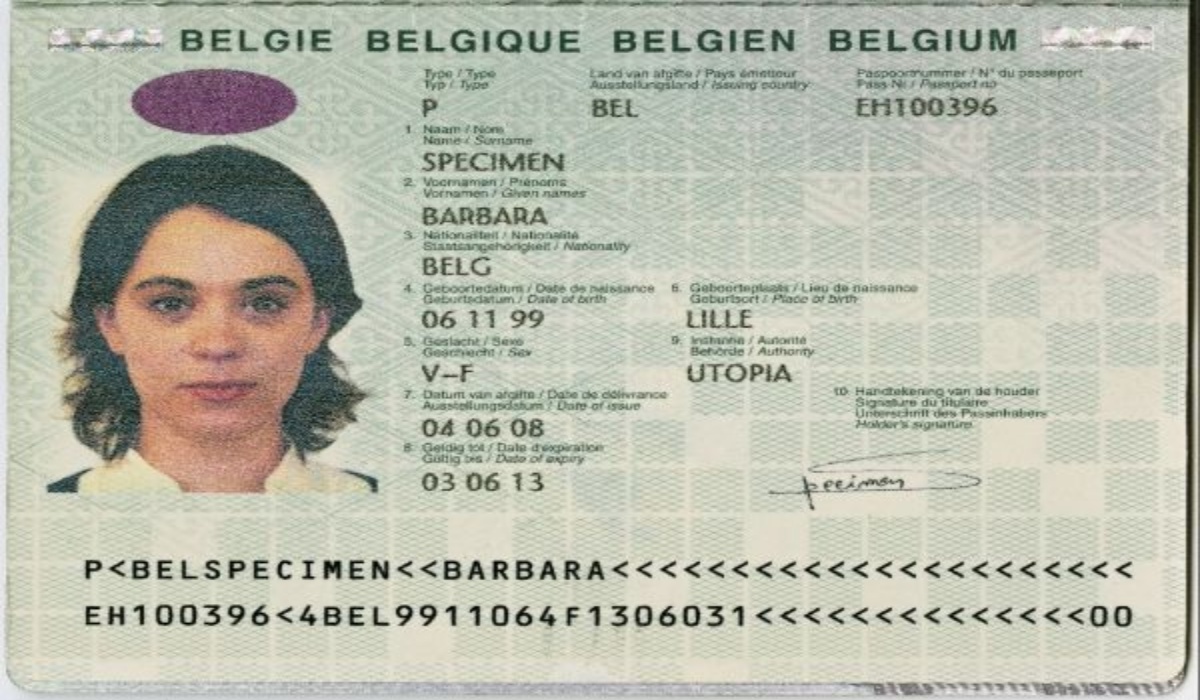 BELGIE BELGIQUE BELGIEN BELGIUM
Type / Type
Typ / Type
P
Land van afgifte / Pays émetteur
Ausstellungsland / Issuing country
BEL
Paspoortnummer / N° du passeport
Pass-Nr / Passport no
EH100396
1. Naam / Nom
Name / Surname
SPECIMEN
2. Voornamen / Prénoms
Vornamen / Given names
BARBARA
3. Nationaliteit / Nationalité
Staatsangehörigkeit / Nationality
BELG
4. Geboortedatum / Date de naissance
Geburtsdatum / Date of birth
06 11 99
6. Geboorteplaats / Lieu de naissance
Geburtsort / Place of birth
LILLE
5. Geslacht / Sexe
Geschlecht / Sex
V–F
9. Instantie / Autorité
Behörde / Authority
UTOPIA
7. Datum van afgifte / Date de délivrance
Ausstellungsdatum / Date of issue
04 06 08
8. Geldig tot / Date d'expiration
Gültig bis / Date of expiry
03 06 13
10. Handtekening van de houder
Signature du titulaire
Unterschrift des Passinhabers
Holder's signature
specimen
P<BELSPECIMEN<<BARBARA<<<<<<<<<<<<<<<<<<<<<
EH100396<4BEL9911064F1306031<<<<<<<<<<<<<<00